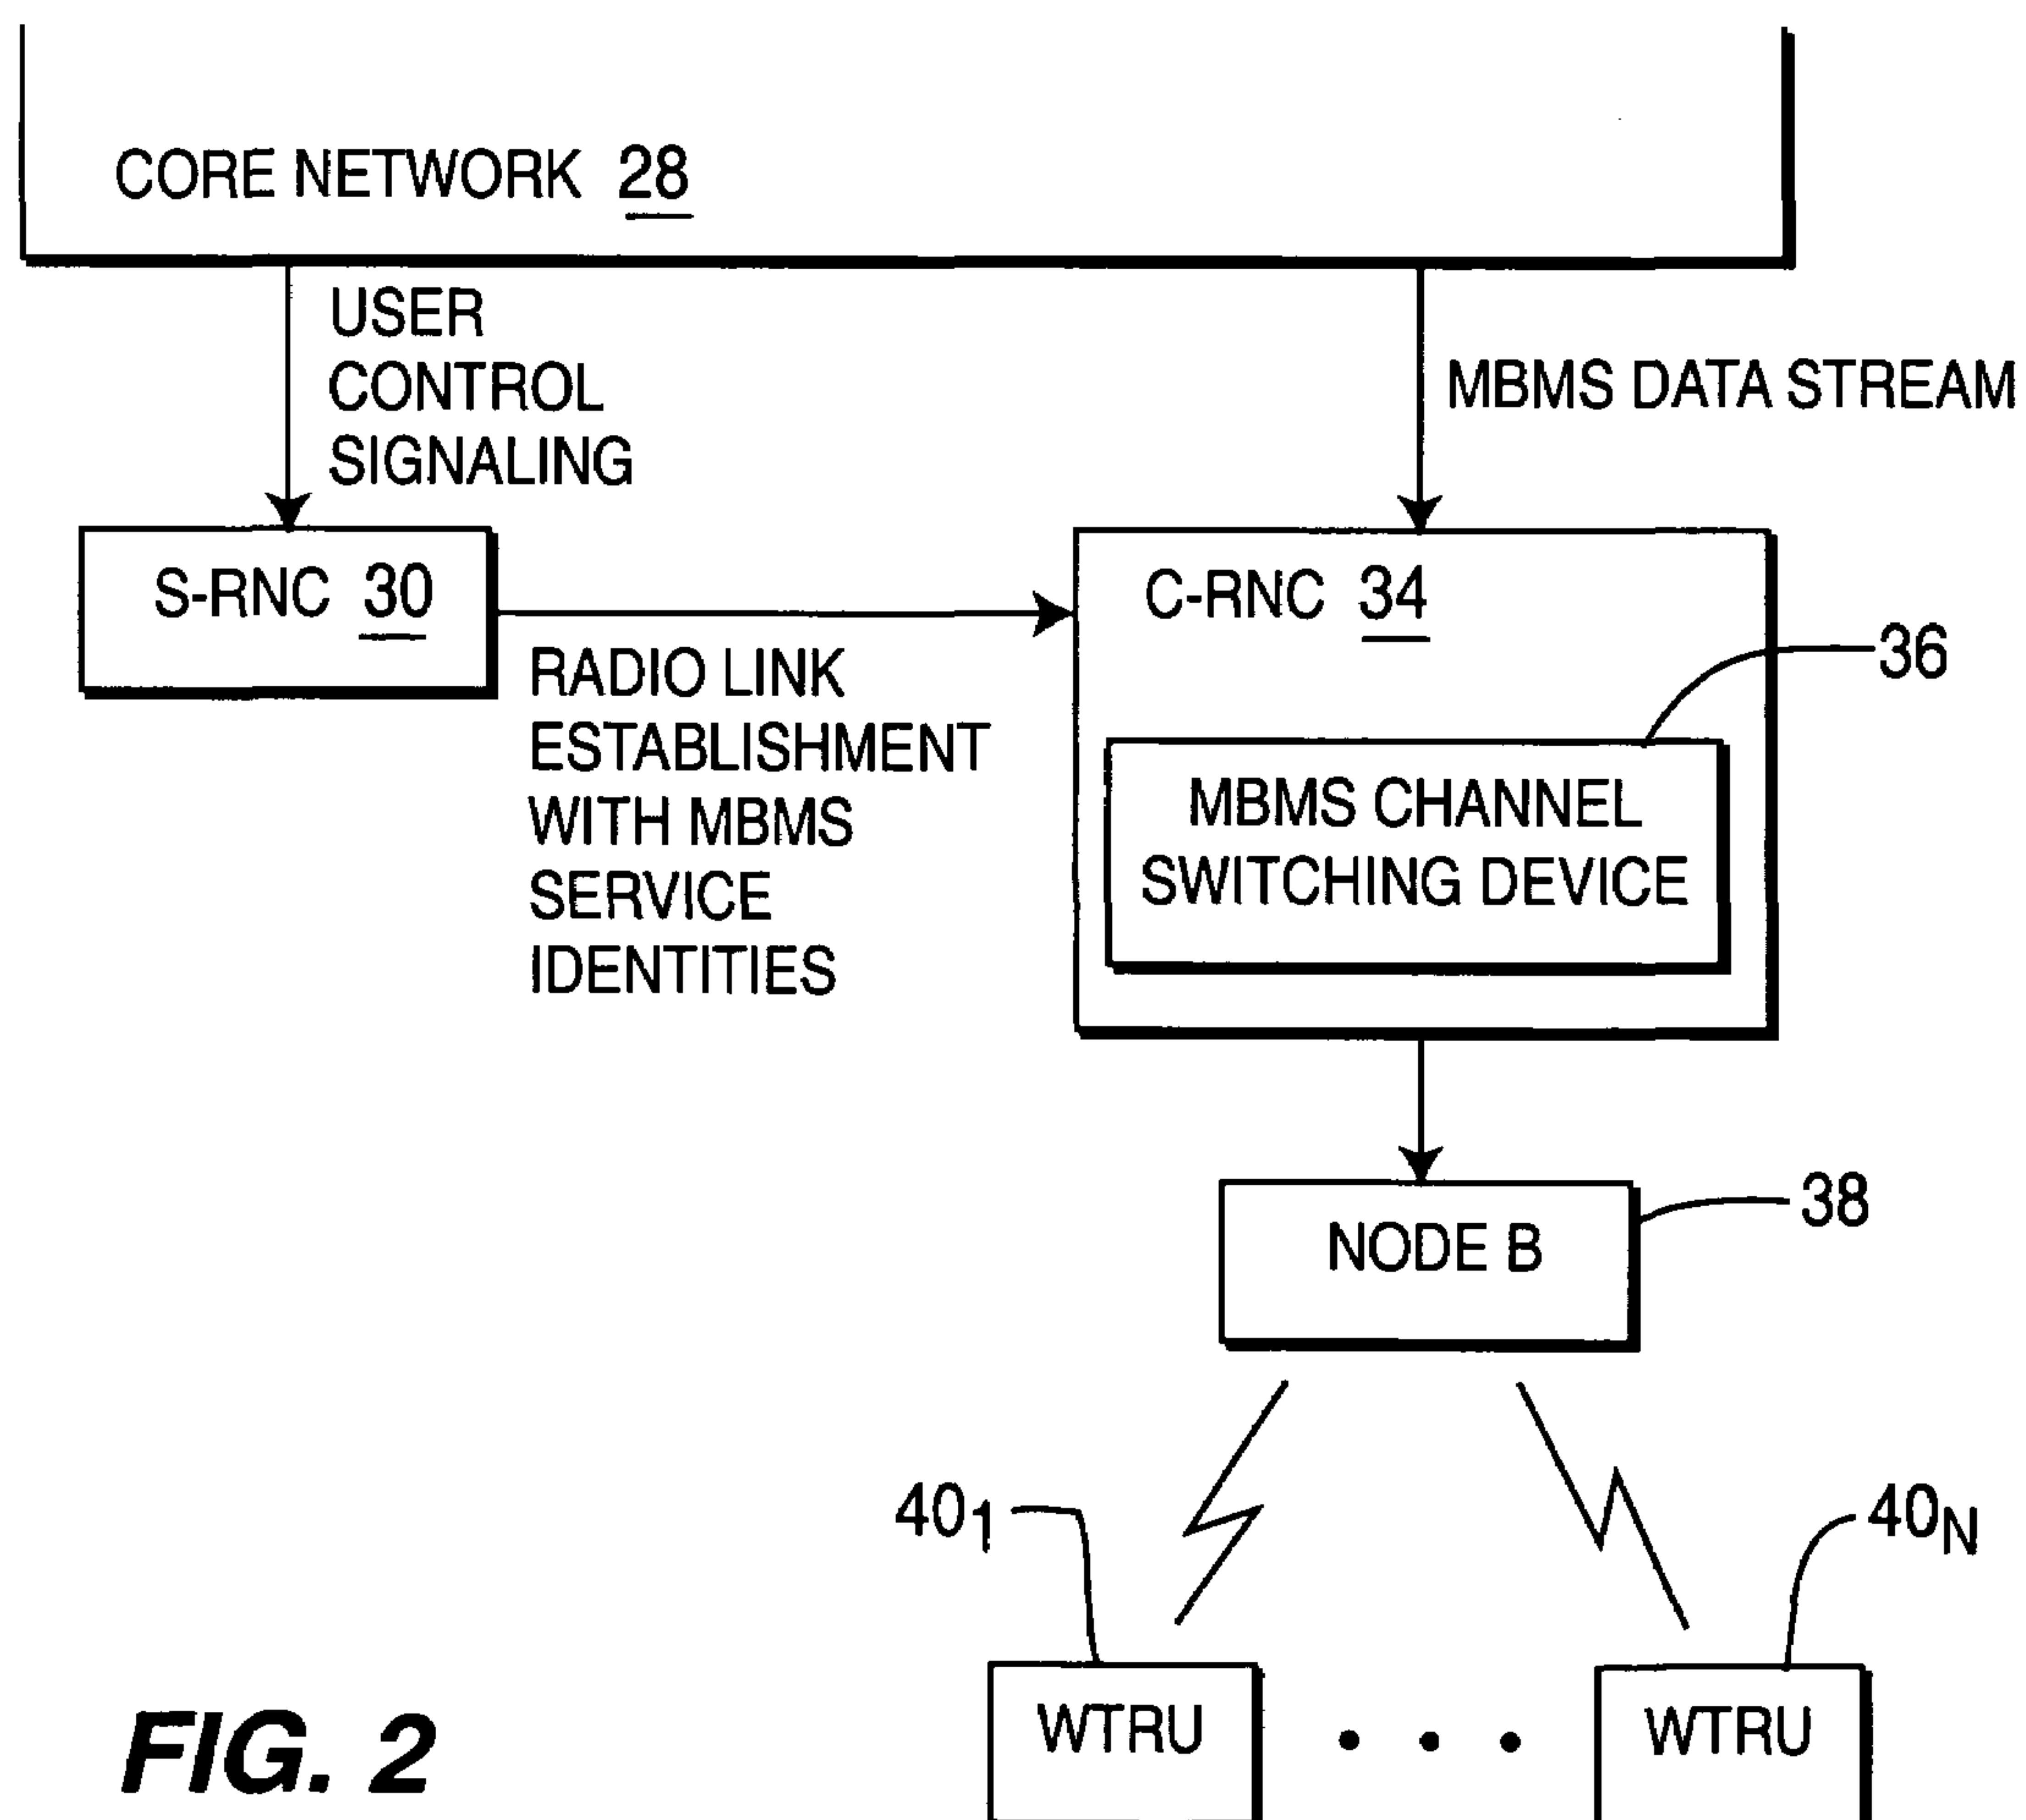 CORE NETWORK 28
USER
CONTROL
SIGNALING
MBMS DATA STREAM
S-RNC 30
C-RNC 34
36
RADIO LINK
ESTABLISHMENT
WITH MBMS
SERVICE
IDENTITIES
MBMS CHANNEL
SWITCHING DEVICE
NODE B
38
40₁
40N
WTRU
• • •
WTRU
FIG. 2